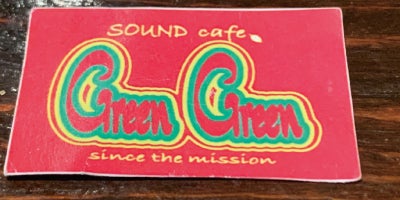 SOUND cafe
Green Green
since the mission